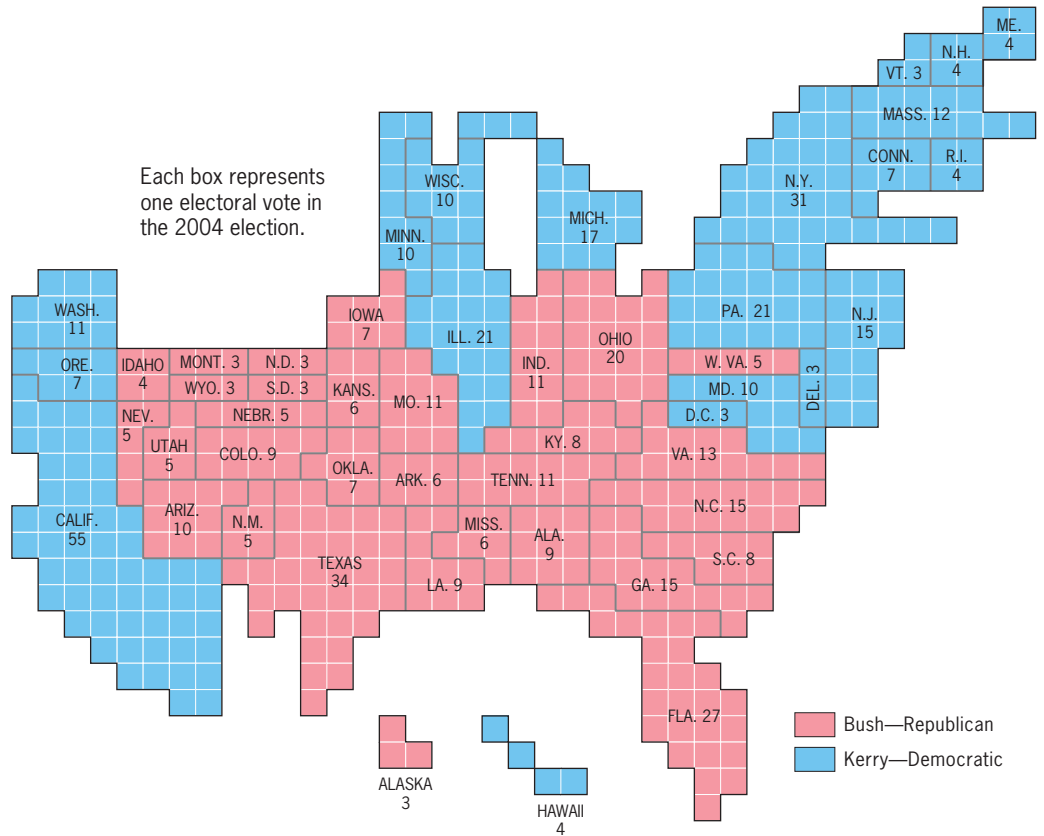 ME.
4
N.H.
4
VT. 3
MASS. 12
CONN.
7
R.I.
4
Each box represents
one electoral vote in
the 2004 election.
WISC.
10
N.Y.
31
MICH.
17
MINN.
10
WASH.
11
IOWA
7
ILL. 21
PA. 21
N.J.
15
OHIO
20
ORE.
7
IDAHO
4
MONT. 3
N.D. 3
IND.
11
W. VA. 5
WYO. 3
S.D. 3
KANS.
6
MO. 11
MD. 10
DEL. 3
NEV.
5
NEBR. 5
D.C. 3
UTAH
5
COLO. 9
KY. 8
VA. 13
OKLA.
7
ARK. 6
TENN. 11
N.C. 15
CALIF.
55
ARIZ.
10
N.M.
5
MISS.
6
ALA.
9
TEXAS
34
S.C. 8
LA. 9
GA. 15
FLA. 27
Bush—Republican
Kerry—Democratic
ALASKA
3
HAWAII
4